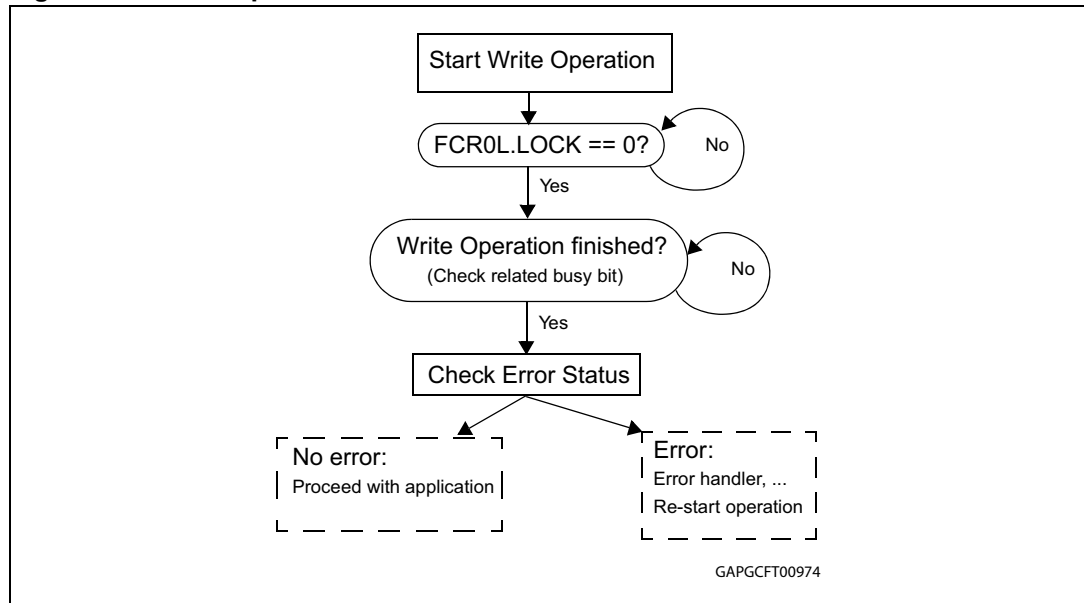 Start Write Operation
FCR0L.LOCK == 0?
No
Yes
Write Operation finished?
(Check related busy bit)
No
Yes
Check Error Status
No error:
Proceed with application
Error:
Error handler, ...
Re-start operation
GAPGCFT00974